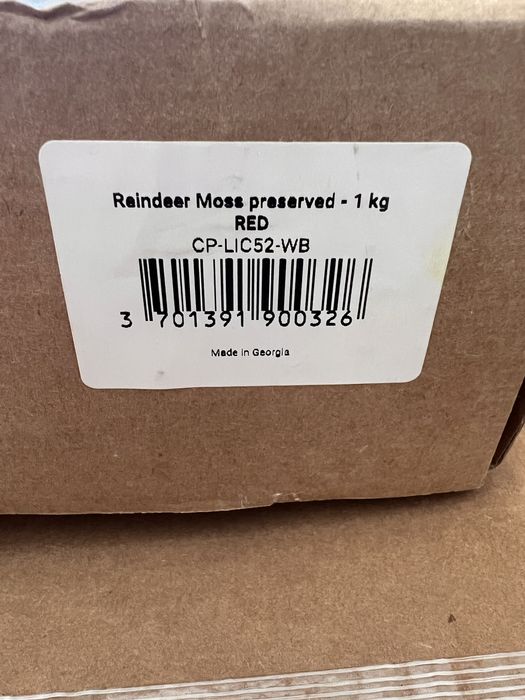 Reindeer Moss preserved - 1 kg
RED
CP-LIC52-WB
3 701391 900326
Made in Georgia